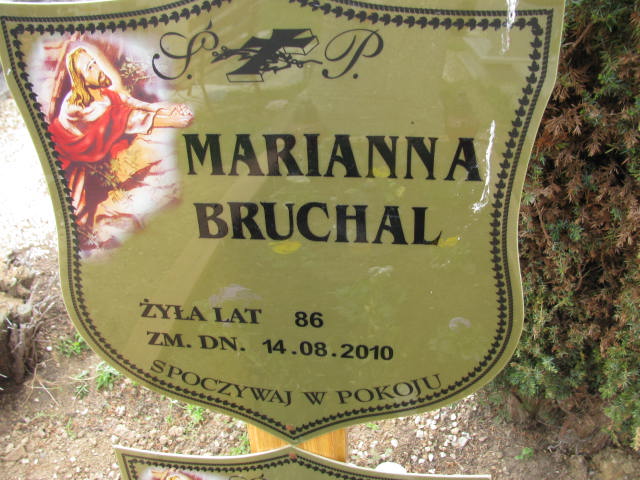 Ś. P.
MARIANNA
BRUCHAL
ŻYŁA LAT 86
ZM. DN. 14.08.2010
SPOCZYWAJ W POKOJU